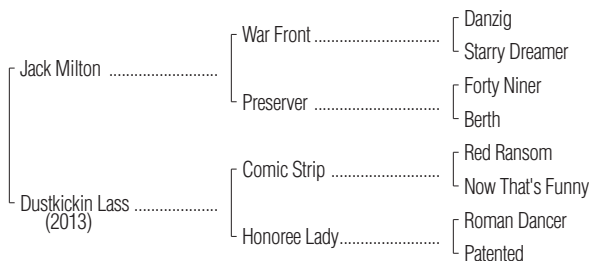 Danzig
War Front ....................................
Starry Dreamer
Jack Milton .........................
Forty Niner
Preserver ....................................
Berth
Red Ransom
Comic Strip ................................
Now That's Funny
Dustkickin Lass ...................
(2013)
Roman Dancer
Honoree Lady.............................
Patented